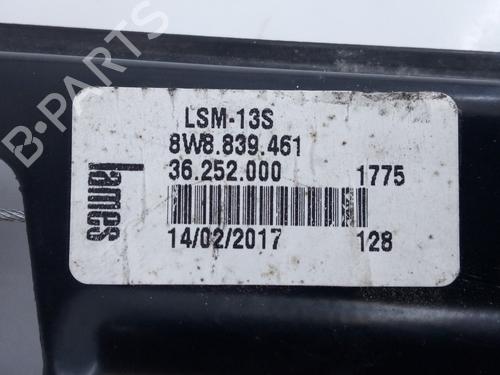 B-PARTS
LSM-13S
8W8.839.461
36.252.000 1775
14/02/2017 128
Lames